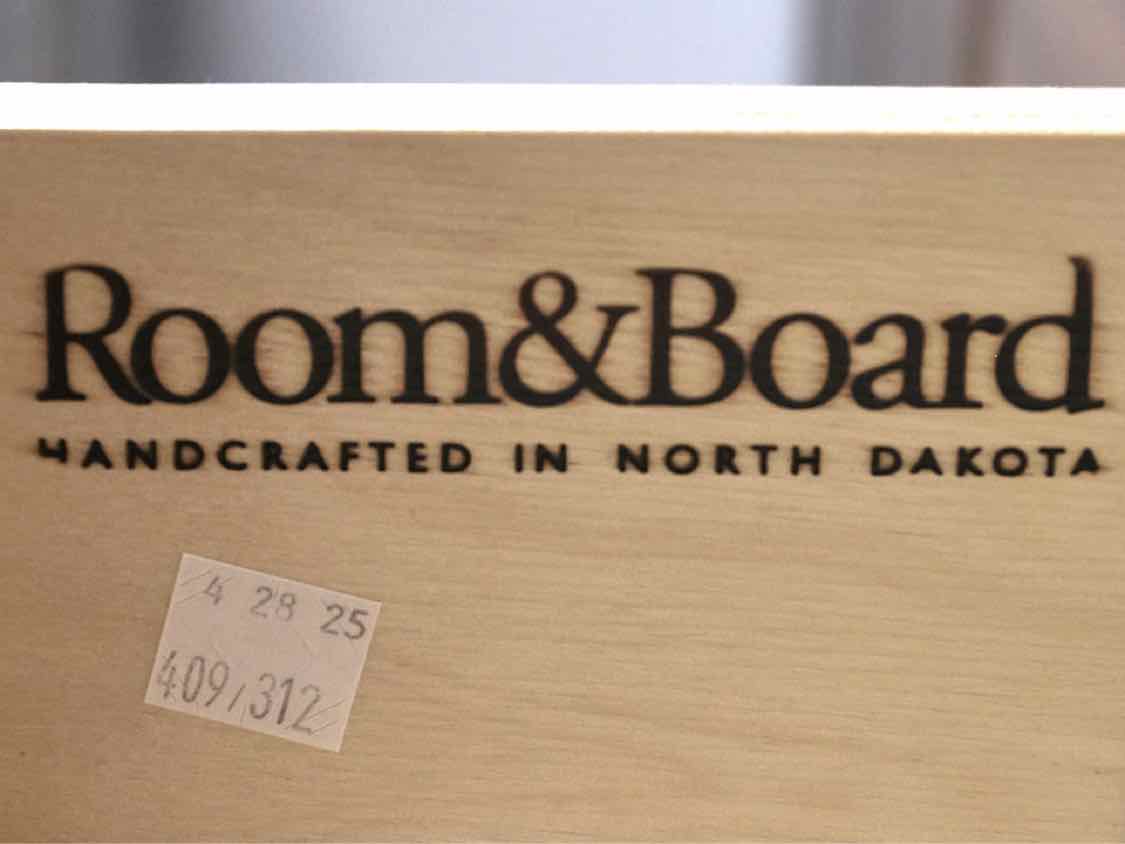 Room&Board
HANDCRAFTED IN NORTH DAKOTA
4 28 25
409/312